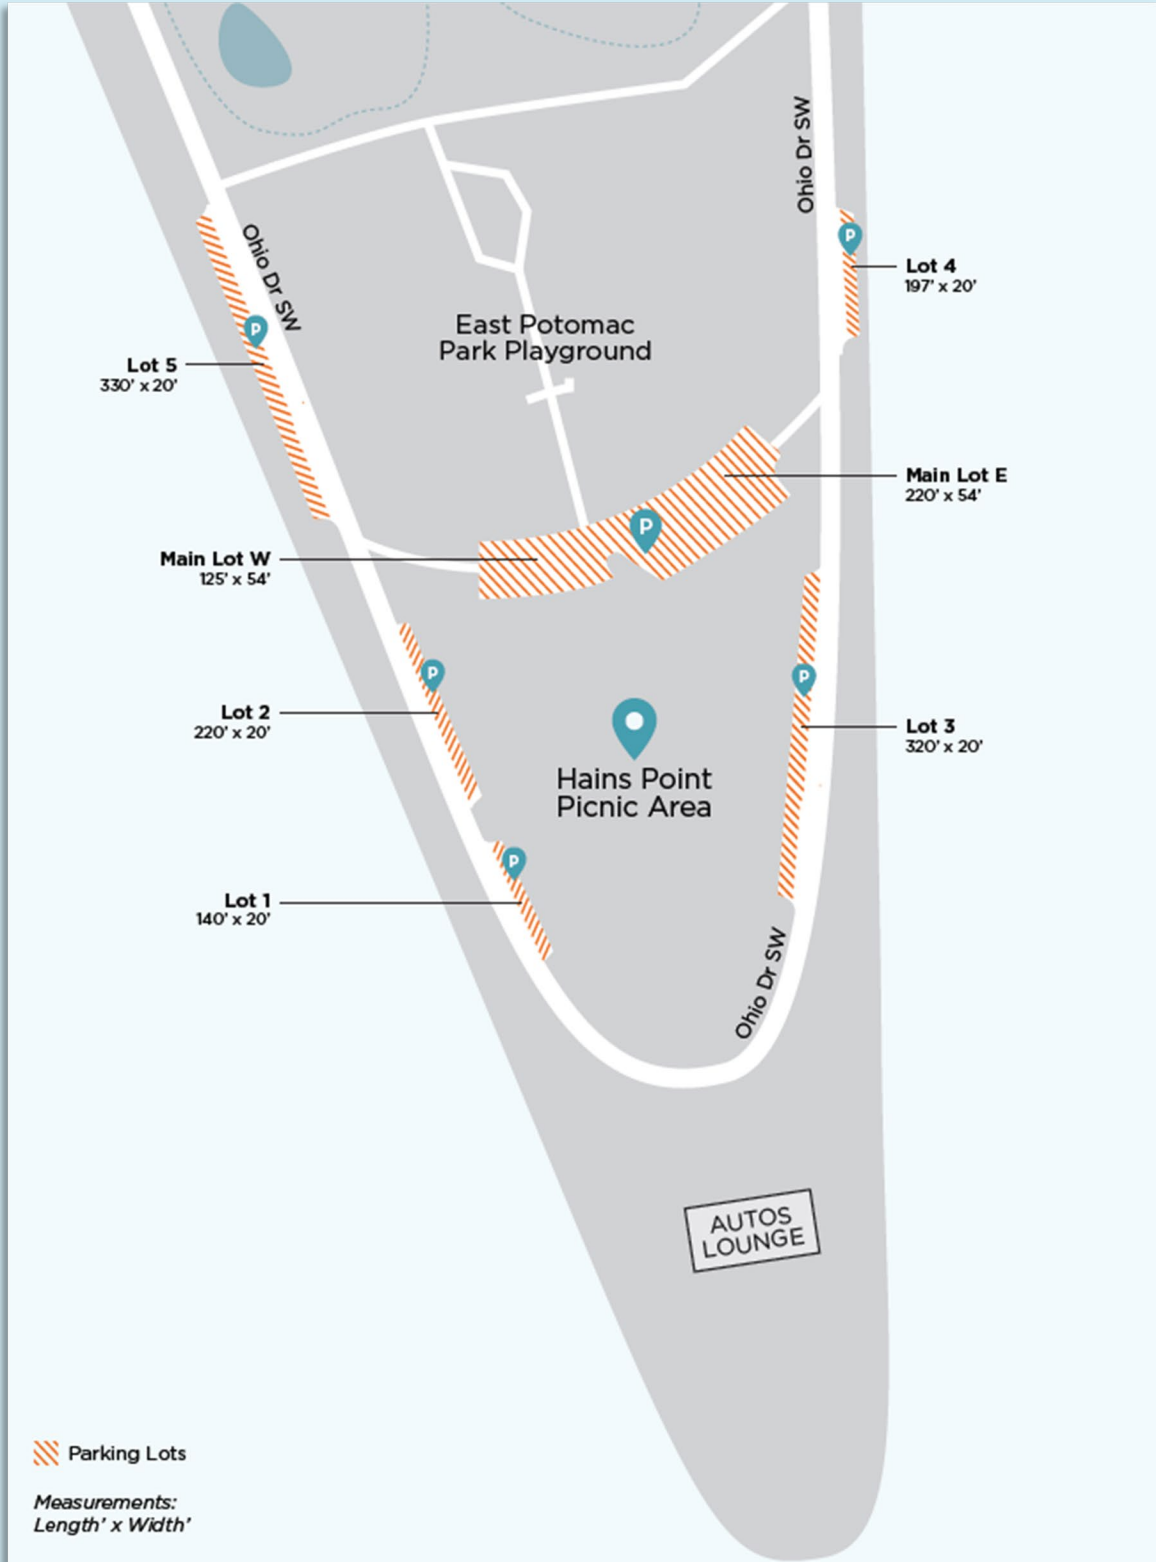 Ohio Dr SW
P
Lot 4
197' x 20'
Ohio Dr SW
P
Lot 5
330' x 20'
East Potomac
Park Playground
Main Lot E
220' x 54'
P
Main Lot W
125' x 54'
P
Lot 2
220' x 20'
P
Lot 3
320' x 20'
Hains Point
Picnic Area
P
Lot 1
140' x 20'
Ohio Dr SW
AUTOS
LOUNGE
Parking Lots
Measurements:
Length' x Width'